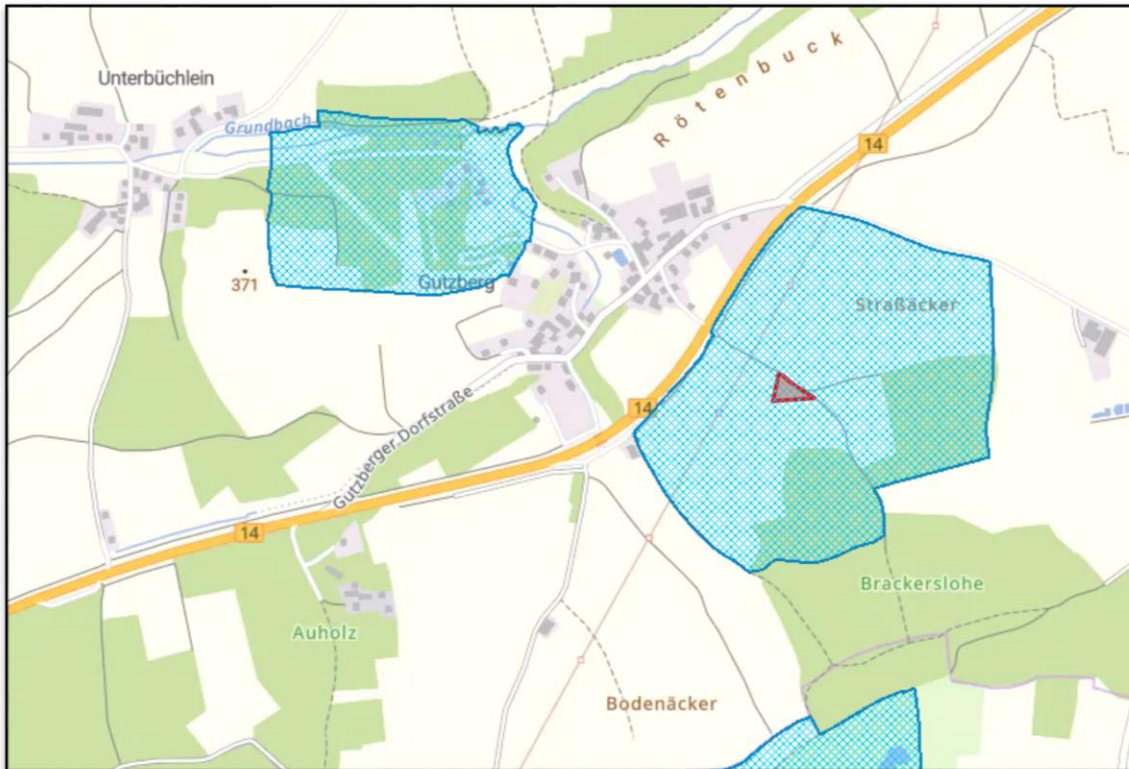 Unterbüchlein
Grundbach
Rötenbuck
14
371
Gutzberg
Straßäcker
14
Gutzberger Dorfstraße
14
Brackerslohe
Auholz
Bodenäcker